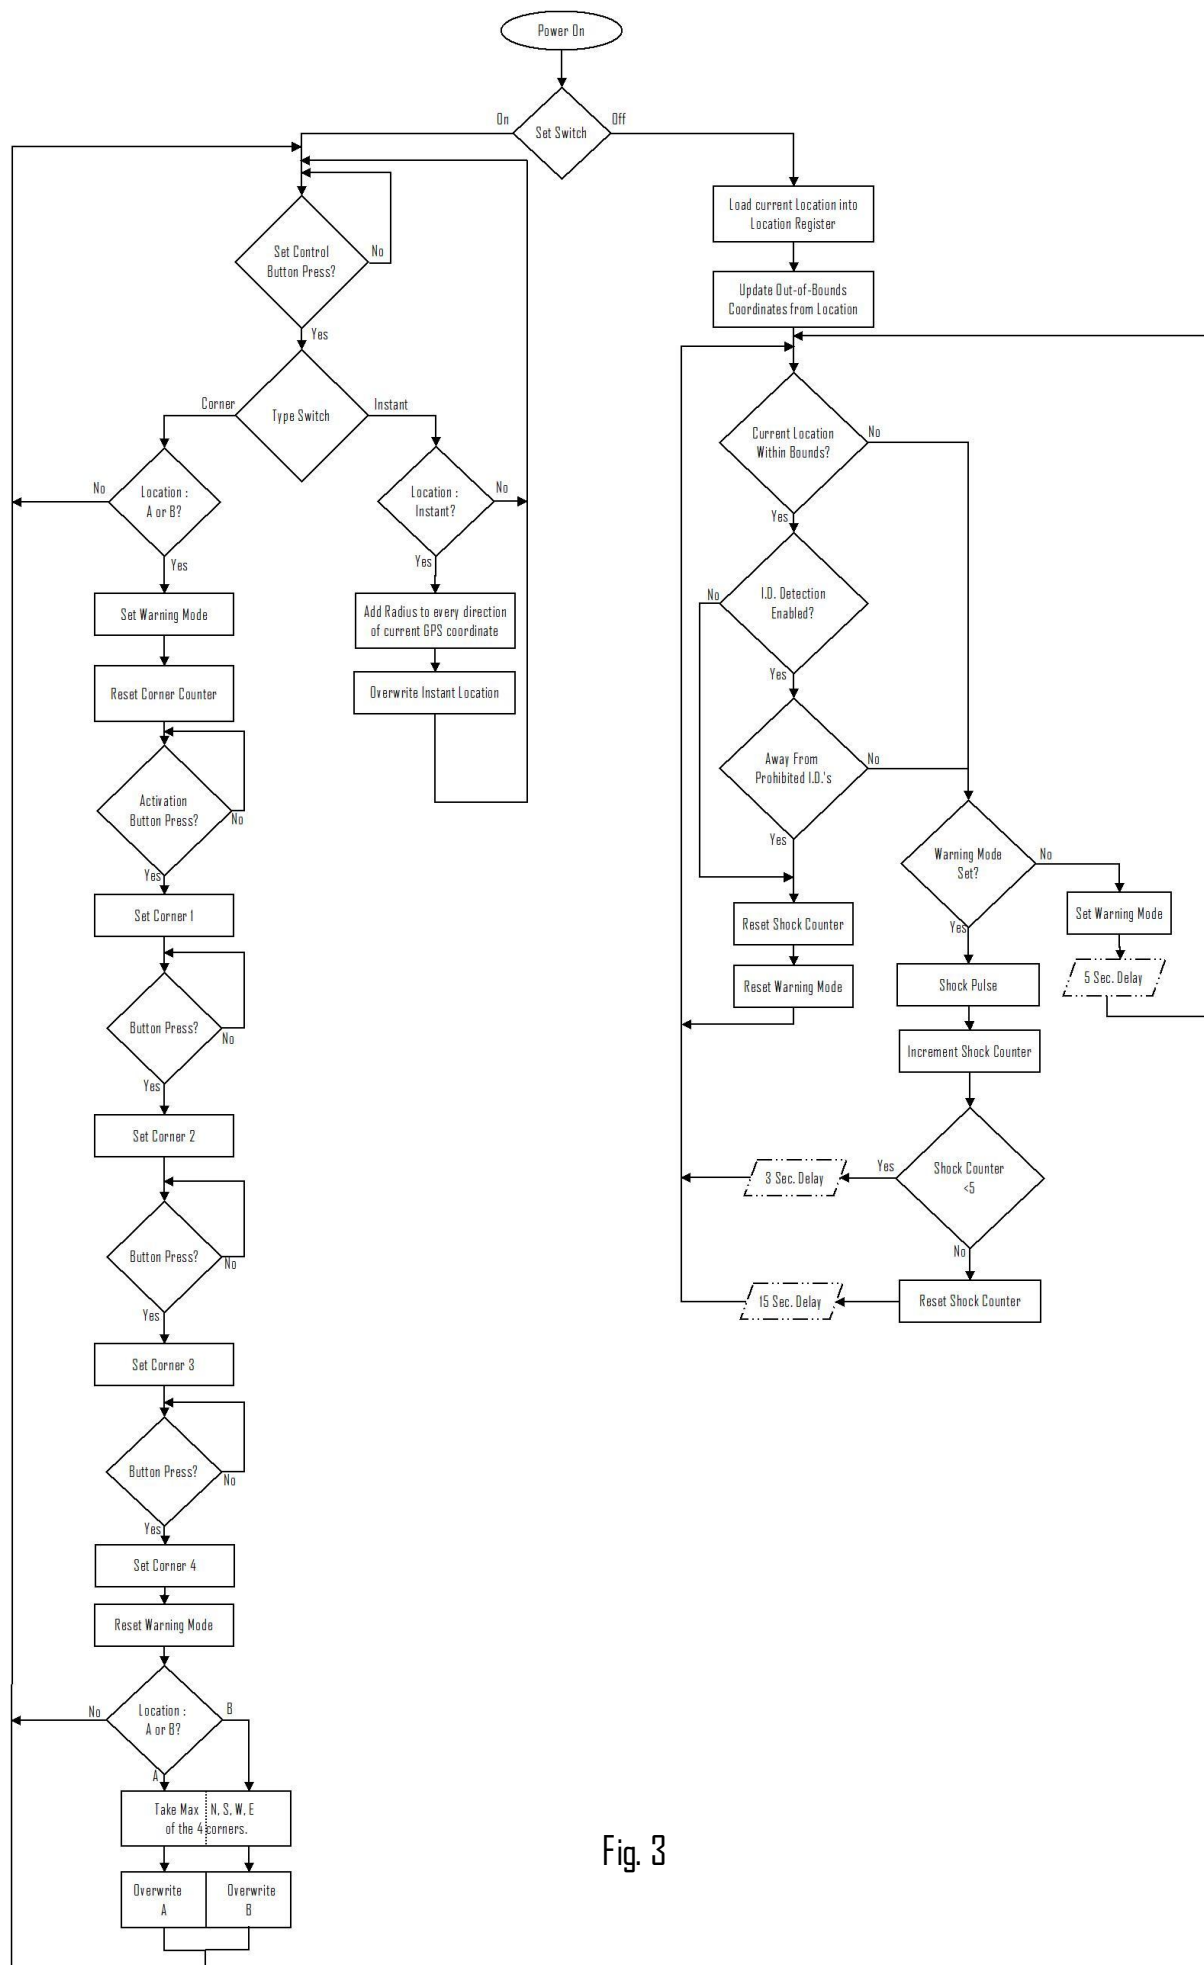 Power On
Set Switch
On
Off
Set Control
Button Press?
No
Yes
Type Switch
Corner
Instant
Location :
A or B?
No
Yes
Set Warning Mode
Reset Corner Counter
Activation
Button Press?
No
Yes
Set Corner 1
Button Press?
No
Yes
Set Corner 2
Button Press?
No
Yes
Set Corner 3
Button Press?
No
Yes
Set Corner 4
Reset Warning Mode
Location :
A or B?
No
B
A
Take Max N, S, W, E
of the 4 corners.
Overwrite
A
Overwrite
B
Location :
Instant?
No
Yes
Add Radius to every direction
of current GPS coordinate
Overwrite Instant Location
Load current Location into
Location Register
Update Out-of-Bounds
Coordinates from Location
Current Location
Within Bounds?
No
Yes
I.D. Detection
Enabled?
No
Yes
Away From
Prohibited I.D.'s
No
Yes
Reset Shock Counter
Reset Warning Mode
Warning Mode
Set?
No
Yes
Set Warning Mode
5 Sec. Delay
Shock Pulse
Increment Shock Counter
Shock Counter
<5
Yes
3 Sec. Delay
No
Reset Shock Counter
15 Sec. Delay
Fig. 3